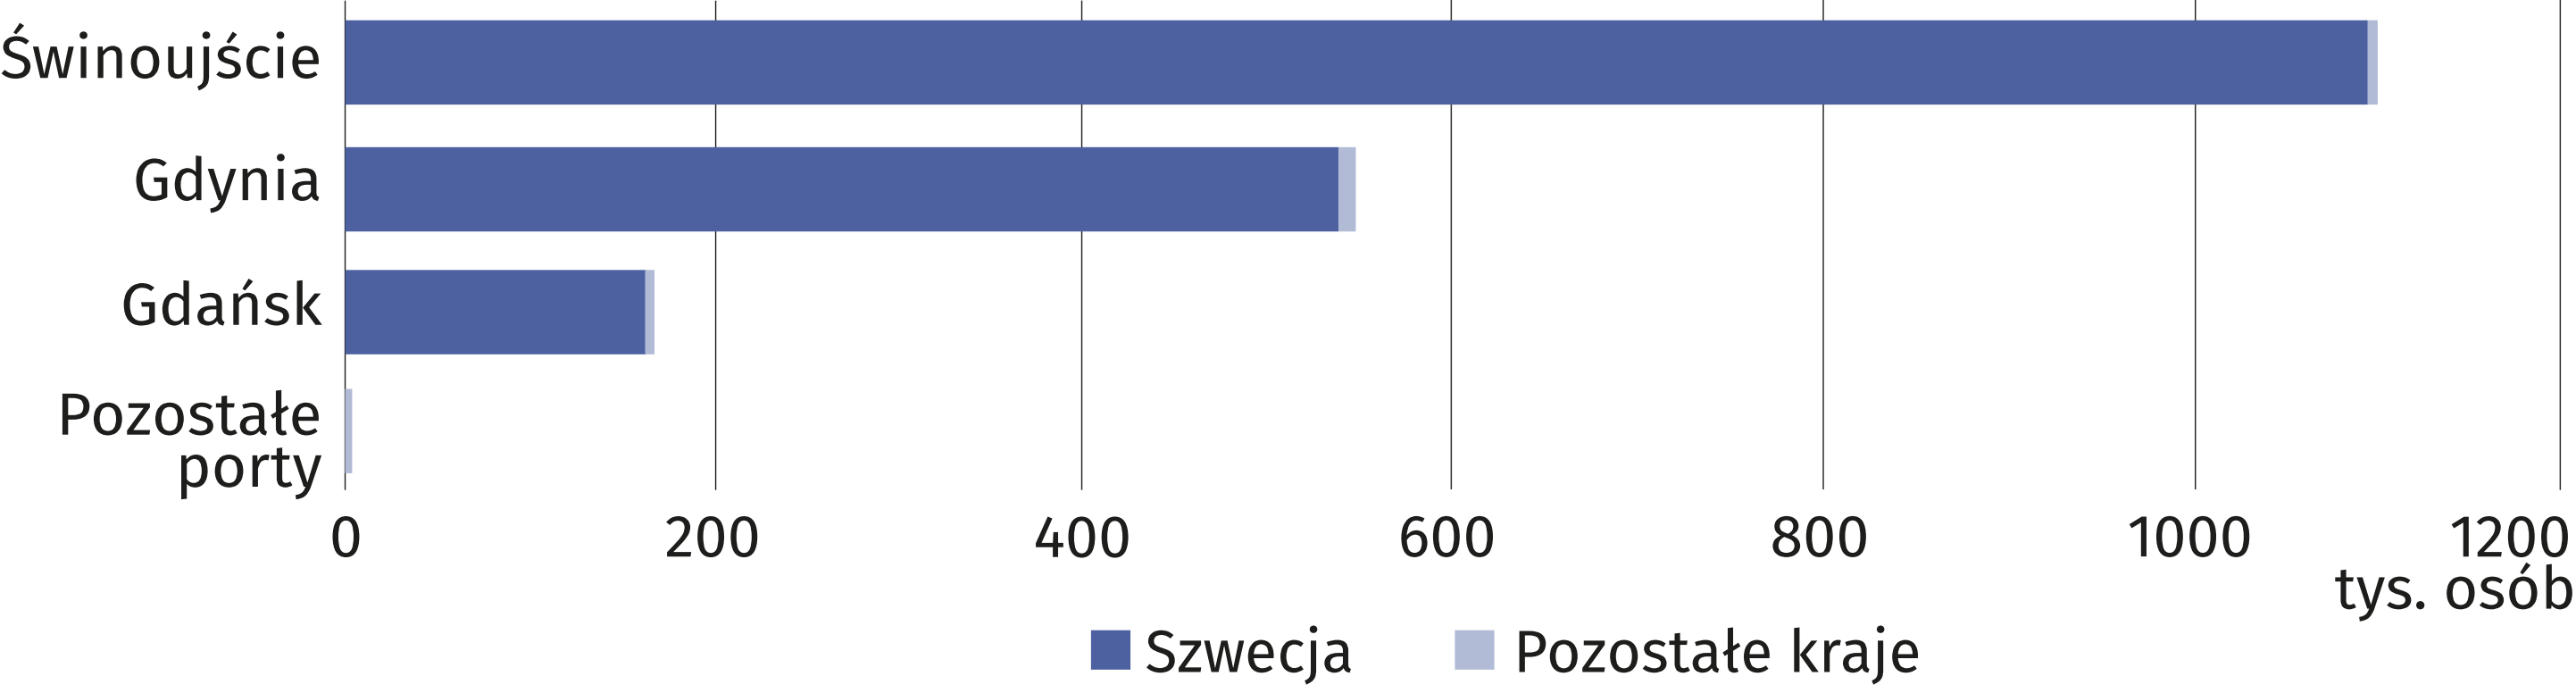 Świnoujście
Gdynia
Gdańsk
Pozostałe
porty
0 200 400 600 800 1000 1200
tys. osób
Szwecja Pozostałe kraje